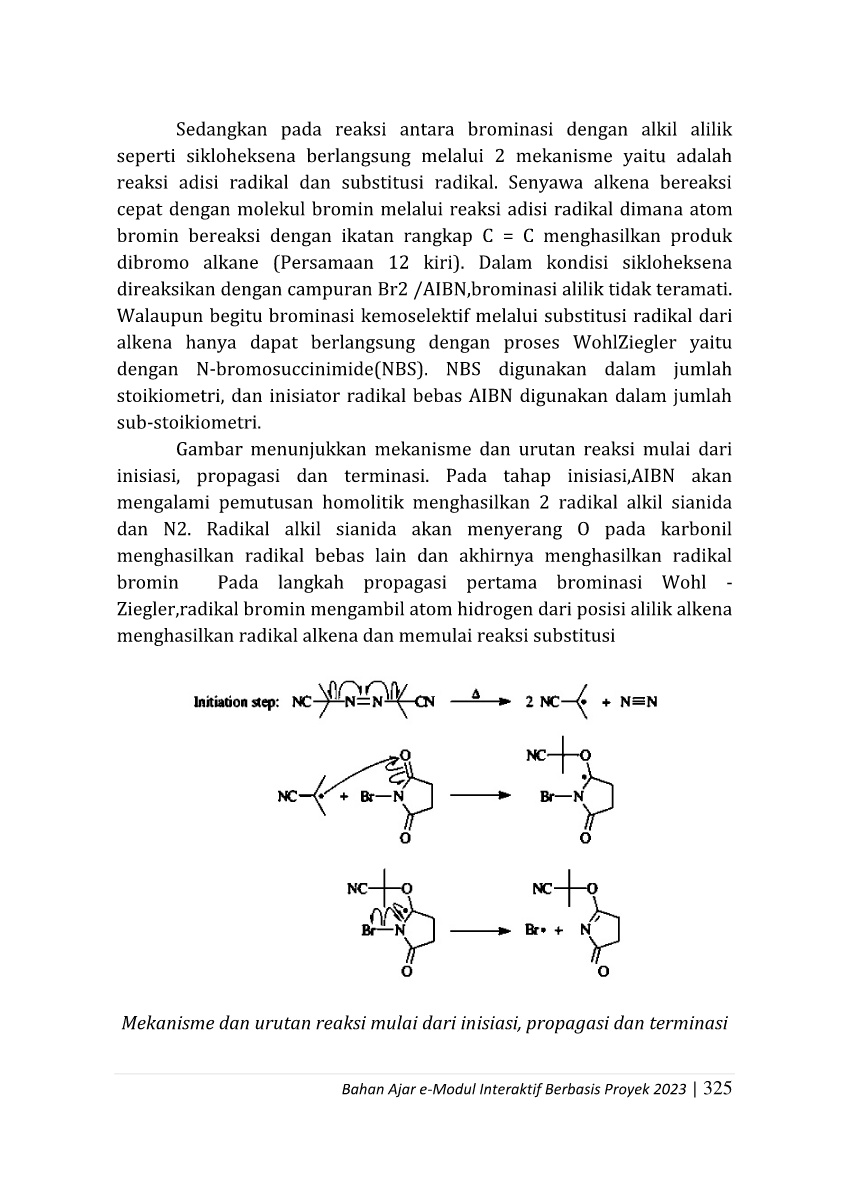 Sedangkan pada reaksi antara brominasi dengan alkil alilik
seperti sikloheksena berlangsung melalui 2 mekanisme yaitu adalah
reaksi adisi radikal dan substitusi radikal. Senyawa alkena bereaksi
cepat dengan molekul bromin melalui reaksi adisi radikal dimana atom
bromin bereaksi dengan ikatan rangkap C = C menghasilkan produk
dibromo alkane (Persamaan 12 kiri). Dalam kondisi sikloheksena
direaksikan dengan campuran Br2 /AIBN,brominasi alilik tidak teramati.
Walaupun begitu brominasi kemoselektif melalui substitusi radikal dari
alkena hanya dapat berlangsung dengan proses WohlZiegler yaitu
dengan N-bromosuccinimide(NBS). NBS digunakan dalam jumlah
stoikiometri, dan inisiator radikal bebas AIBN digunakan dalam jumlah
sub-stoikiometri.
Gambar menunjukkan mekanisme dan urutan reaksi mulai dari
inisiasi, propagasi dan terminasi. Pada tahap inisiasi,AIBN akan
mengalami pemutusan homolitik menghasilkan 2 radikal alkil sianida
dan N2. Radikal alkil sianida akan menyerang O pada karbonil
menghasilkan radikal bebas lain dan akhirnya menghasilkan radikal
bromin Pada langkah propagasi pertama brominasi Wohl -
Ziegler,radikal bromin mengambil atom hidrogen dari posisi alilik alkena
menghasilkan radikal alkena dan memulai reaksi substitusi
Initiation step: NC N=N CN Δ 2 NC + N≡N
NC + Br N O O NC O Br N O
NC O Br N O NC O Br• + N O
Mekanisme dan urutan reaksi mulai dari inisiasi, propagasi dan terminasi
Bahan Ajar e-Modul Interaktif Berbasis Proyek 2023 | 325